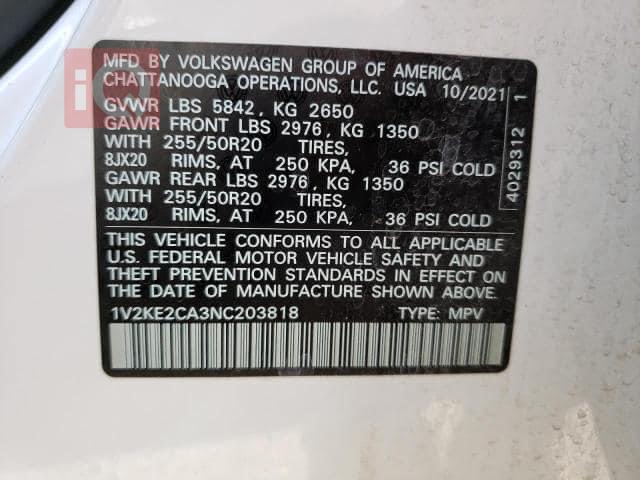 MFD BY VOLKSWAGEN GROUP OF AMERICA
CHATTANOOGA OPERATIONS, LLC. USA 10/2021
GVWR LBS 5842, KG 2650
GAWR FRONT LBS 2976, KG 1350
WITH 255/50R20 TIRES,
8JX20 RIMS, AT 250 KPA, 36 PSI COLD
GAWR REAR LBS 2976, KG 1350
WITH 255/50R20 TIRES,
8JX20 RIMS, AT 250 KPA, 36 PSI COLD
THIS VEHICLE CONFORMS TO ALL APPLICABLE
U.S. FEDERAL MOTOR VEHICLE SAFETY AND
THEFT PREVENTION STANDARDS IN EFFECT ON
THE DATE OF MANUFACTURE SHOWN ABOVE.
1V2KE2CA3NC203818 TYPE: MPV
4029312 1